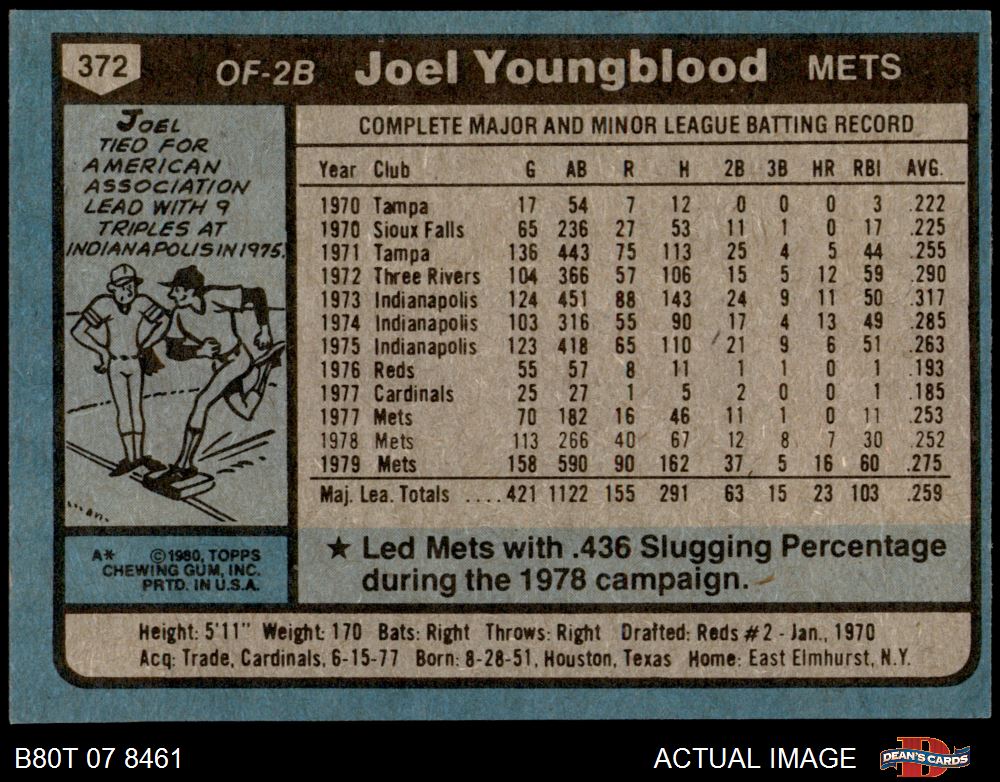 372 OF-2B Joel Youngblood METS
JOEL
TIED FOR
AMERICAN
ASSOCIATION
LEAD WITH 9
TRIPLES AT
INDIANAPOLIS IN 1975.
COMPLETE MAJOR AND MINOR LEAGUE BATTING RECORD
Year Club G AB R H 2B 3B HR RBI AVG.
1970 Tampa 17 54 7 12 0 0 0 3 .222
1970 Sioux Falls 65 236 27 53 11 1 0 17 .225
1971 Tampa 136 443 75 113 25 4 5 44 .255
1972 Three Rivers 104 366 57 106 15 5 12 59 .290
1973 Indianapolis 124 451 88 143 24 9 11 50 .317
1974 Indianapolis 103 316 55 90 17 4 13 49 .285
1975 Indianapolis 123 418 65 110 21 9 6 51 .263
1976 Reds 55 57 8 11 1 1 0 1 .193
1977 Cardinals 25 27 1 5 2 0 0 1 .185
1977 Mets 70 182 16 46 11 1 0 11 .253
1978 Mets 113 266 40 67 12 8 7 30 .252
1979 Mets 158 590 90 162 37 5 16 60 .275
Maj. Lea. Totals ....421 1122 155 291 63 15 23 103 .259
A* ©1980, TOPPS
CHEWING GUM, INC.
PRTD. IN U.S.A.
★ Led Mets with .436 Slugging Percentage
during the 1978 campaign.
Height: 5'11" Weight: 170 Bats: Right Throws: Right Drafted: Reds #2 - Jan., 1970
Acq: Trade, Cardinals, 6-15-77 Born: 8-28-51, Houston, Texas Home: East Elmhurst, N.Y.
B80T 07 8461 ACTUAL IMAGE DEAN'S CARDS